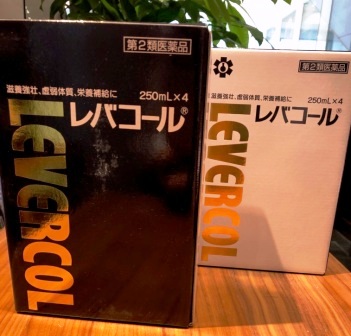 第2類医薬品
滋養強壮、虚弱体質、栄養補給に
250mL×4
レバコール®
LEVERCOL
第2類医薬品
滋養強壮、虚弱体質、栄養補給に
250mL×4
レバコール®
LEVERCOL